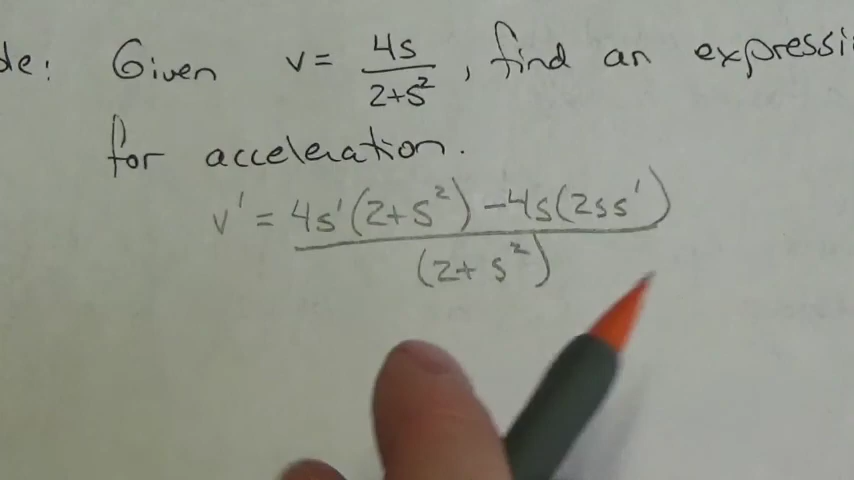 de: Given v = 4s / 2+s², find an expressi
for acceleration.
v' = 4s'(2+s²) - 4s(2ss') / (2+s²)